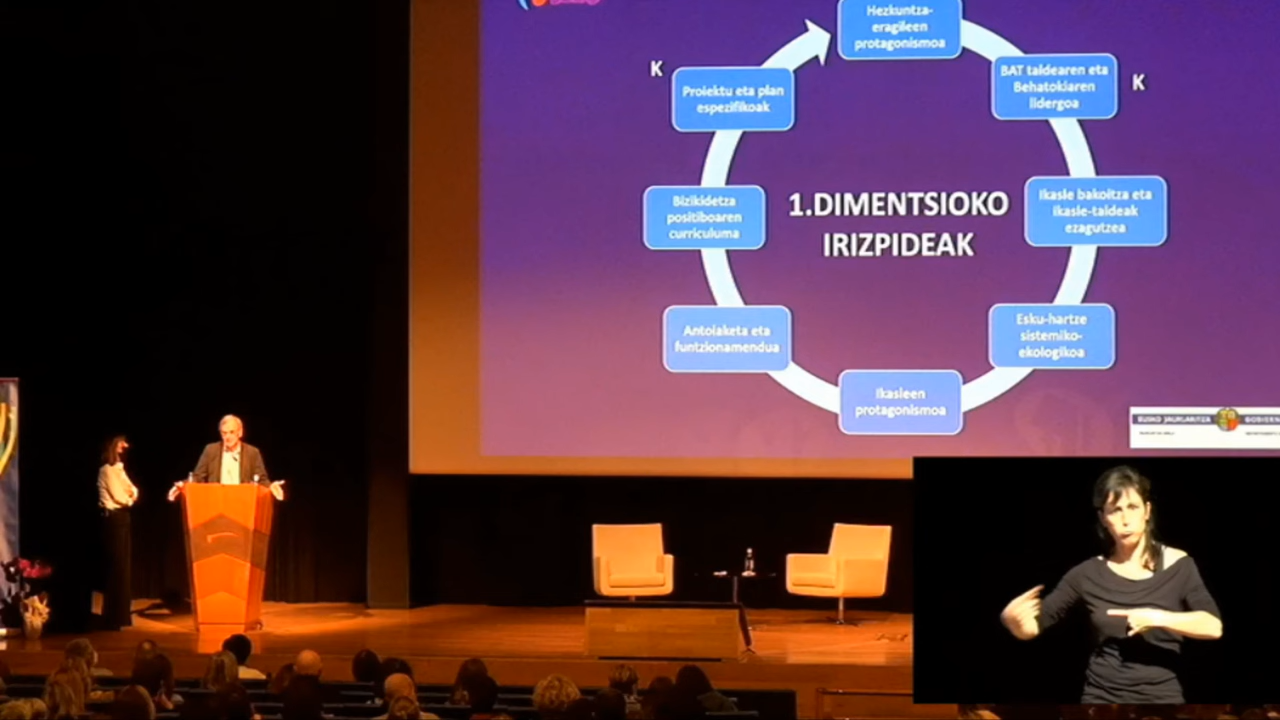 Hezkuntza-
eragileen
protagonismoa
BAT taldearen eta
Behatokiaren
lidergoa
K
Ikasle bakoitza eta
ikasle-taldeak
ezagutzea
Esku-hartze
sistemiko-
ekologikoa
Ikasleen
protagonismoa
Antolaketa eta
funtzionamendua
Bizikidetza
positiboaren
curriculuma
K
Proiektu eta plan
espezifikoak
1.DIMENTSIOKO
IRIZPIDEAK
EUSKO JAURLARITZA